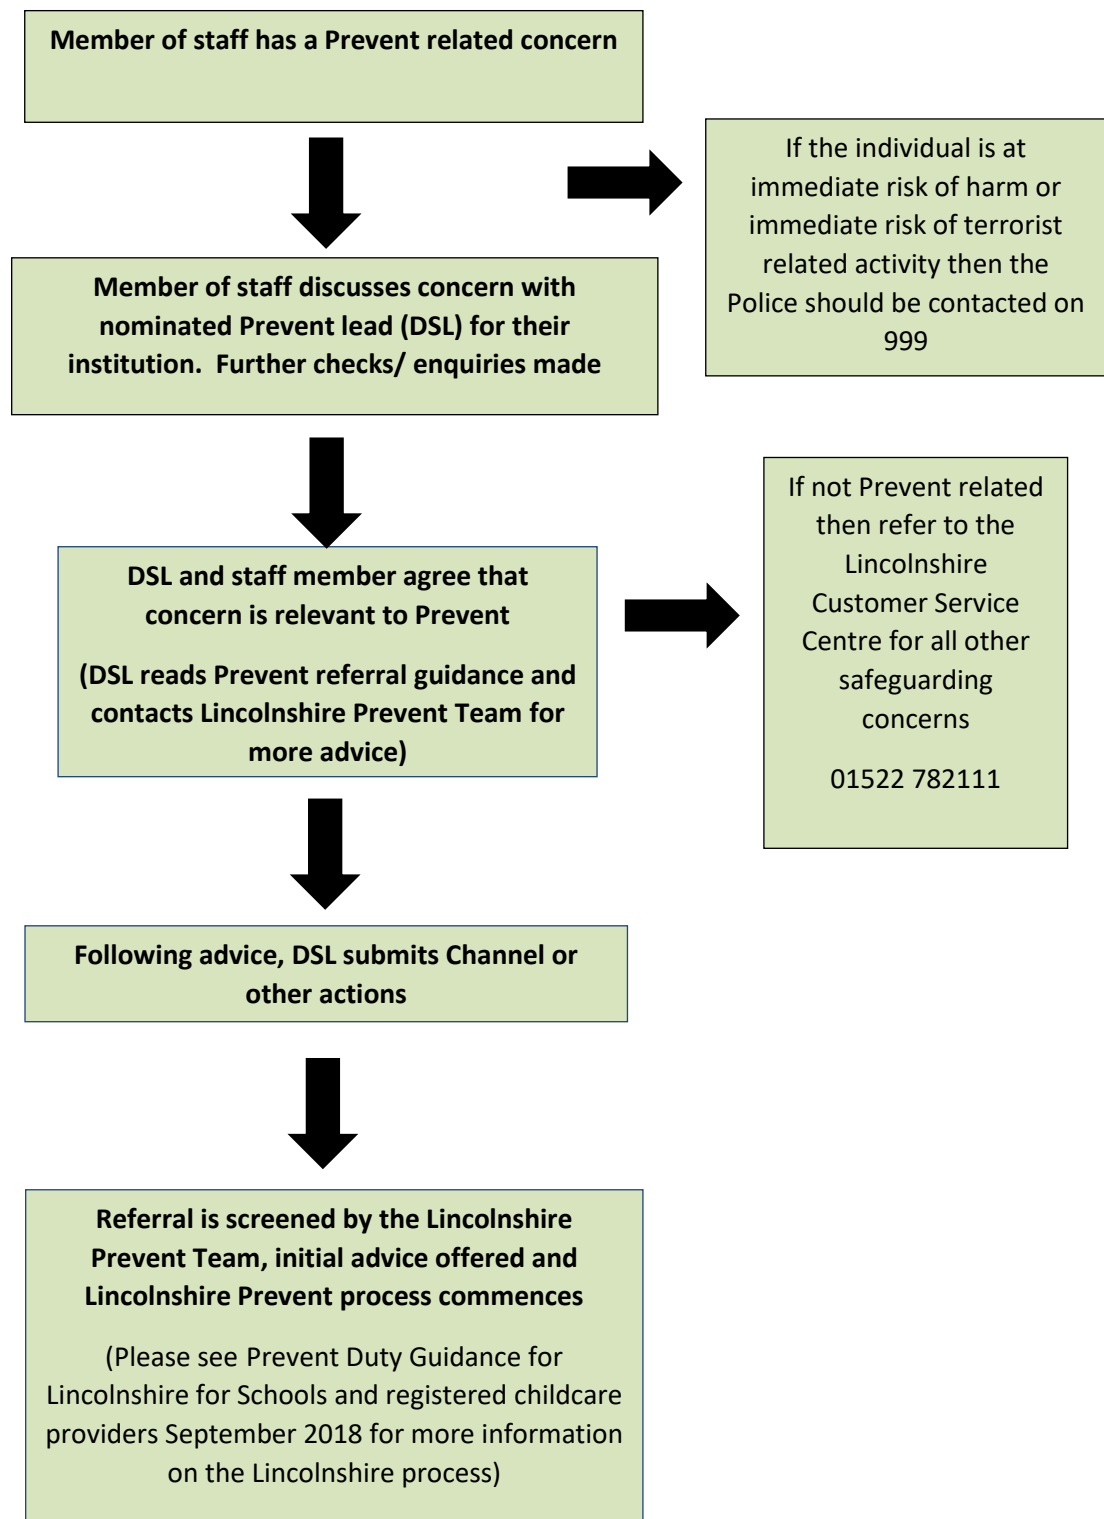 Member of staff has a Prevent related concern
If the individual is at
immediate risk of harm or
immediate risk of terrorist
related activity then the
Police should be contacted on
999
Member of staff discusses concern with
nominated Prevent lead (DSL) for their
institution.  Further checks/ enquiries made
DSL and staff member agree that
concern is relevant to Prevent
(DSL reads Prevent referral guidance and
contacts Lincolnshire Prevent Team for
more advice)
If not Prevent related
then refer to the
Lincolnshire
Customer Service
Centre for all other
safeguarding
concerns
01522 782111
Following advice, DSL submits Channel or
other actions
Referral is screened by the Lincolnshire
Prevent Team, initial advice offered and
Lincolnshire Prevent process commences
(Please see Prevent Duty Guidance for
Lincolnshire for Schools and registered childcare
providers September 2018 for more information
on the Lincolnshire process)